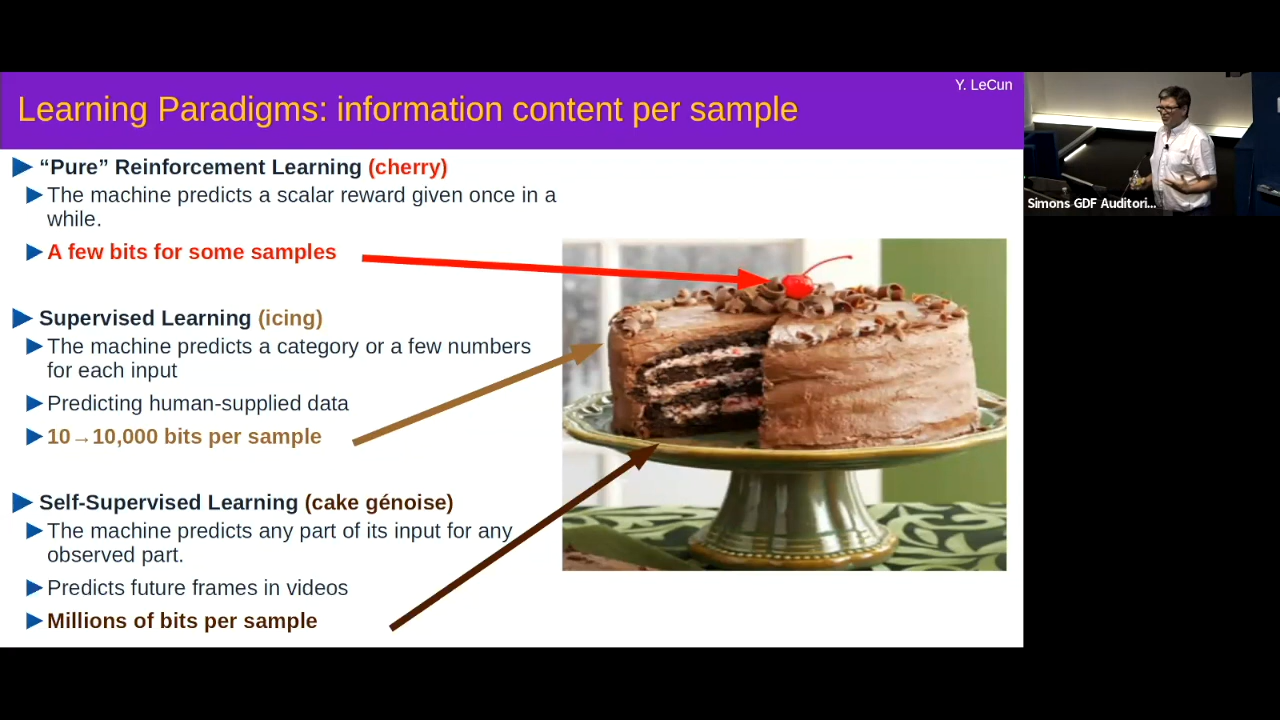 Y. LeCun
Learning Paradigms: information content per sample
“Pure” Reinforcement Learning (cherry)
The machine predicts a scalar reward given once in a
while.
A few bits for some samples
Supervised Learning (icing)
The machine predicts a category or a few numbers
for each input
Predicting human-supplied data
10→10,000 bits per sample
Self-Supervised Learning (cake génoise)
The machine predicts any part of its input for any
observed part.
Predicts future frames in videos
Millions of bits per sample
Simons GDF Auditori...